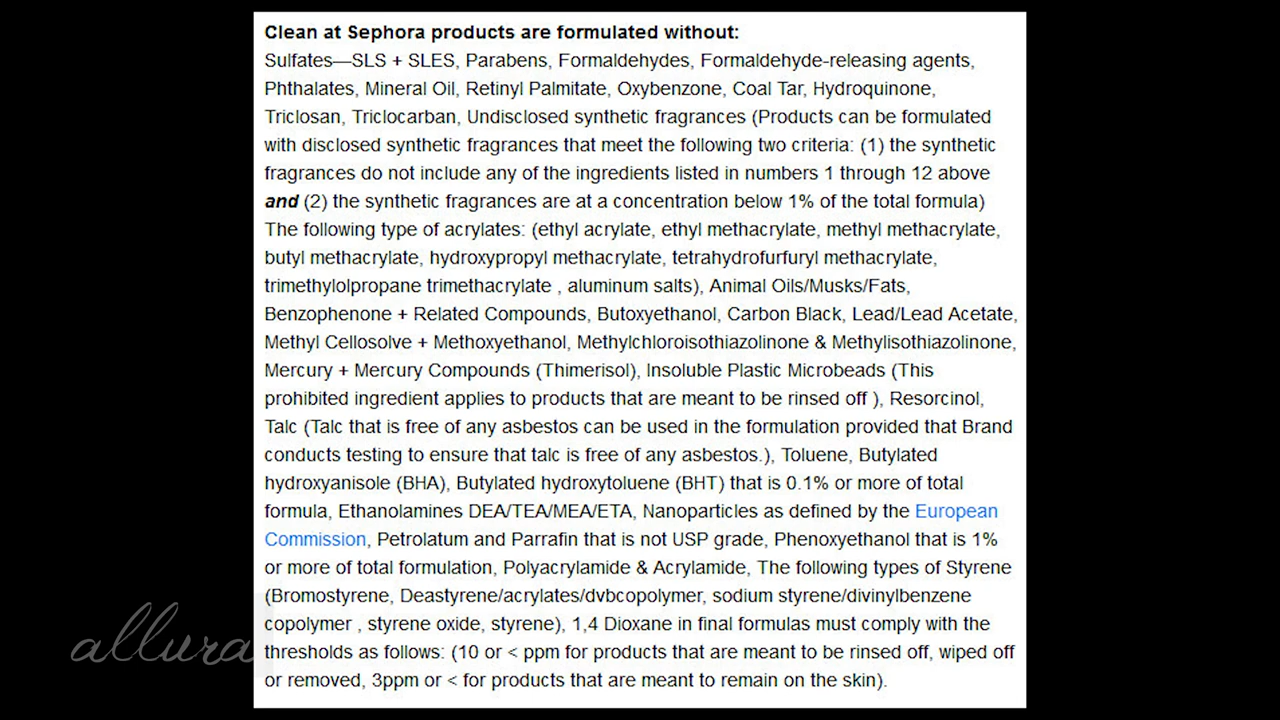 Clean at Sephora products are formulated without:
Sulfates—SLS + SLES, Parabens, Formaldehydes, Formaldehyde-releasing agents,
Phthalates, Mineral Oil, Retinyl Palmitate, Oxybenzone, Coal Tar, Hydroquinone,
Triclosan, Triclocarban, Undisclosed synthetic fragrances (Products can be formulated
with disclosed synthetic fragrances that meet the following two criteria: (1) the synthetic
fragrances do not include any of the ingredients listed in numbers 1 through 12 above
and (2) the synthetic fragrances are at a concentration below 1% of the total formula)
The following type of acrylates: (ethyl acrylate, ethyl methacrylate, methyl methacrylate,
butyl methacrylate, hydroxypropyl methacrylate, tetrahydrofurfuryl methacrylate,
trimethylolpropane trimethacrylate , aluminum salts), Animal Oils/Musks/Fats,
Benzophenone + Related Compounds, Butoxyethanol, Carbon Black, Lead/Lead Acetate,
Methyl Cellosolve + Methoxyethanol, Methylchloroisothiazolinone & Methylisothiazolinone,
Mercury + Mercury Compounds (Thimerisol), Insoluble Plastic Microbeads (This
prohibited ingredient applies to products that are meant to be rinsed off ), Resorcinol,
Talc (Talc that is free of any asbestos can be used in the formulation provided that Brand
conducts testing to ensure that talc is free of any asbestos.), Toluene, Butylated
hydroxyanisole (BHA), Butylated hydroxytoluene (BHT) that is 0.1% or more of total
formula, Ethanolamines DEA/TEA/MEA/ETA, Nanoparticles as defined by the European
Commission, Petrolatum and Parrafin that is not USP grade, Phenoxyethanol that is 1%
or more of total formulation, Polyacrylamide & Acrylamide, The following types of Styrene
(Bromostyrene, Deastyrene/acrylates/dvbcopolymer, sodium styrene/divinylbenzene
copolymer , styrene oxide, styrene), 1,4 Dioxane in final formulas must comply with the
thresholds as follows: (10 or < ppm for products that are meant to be rinsed off, wiped off
or removed, 3ppm or < for products that are meant to remain on the skin).
allura